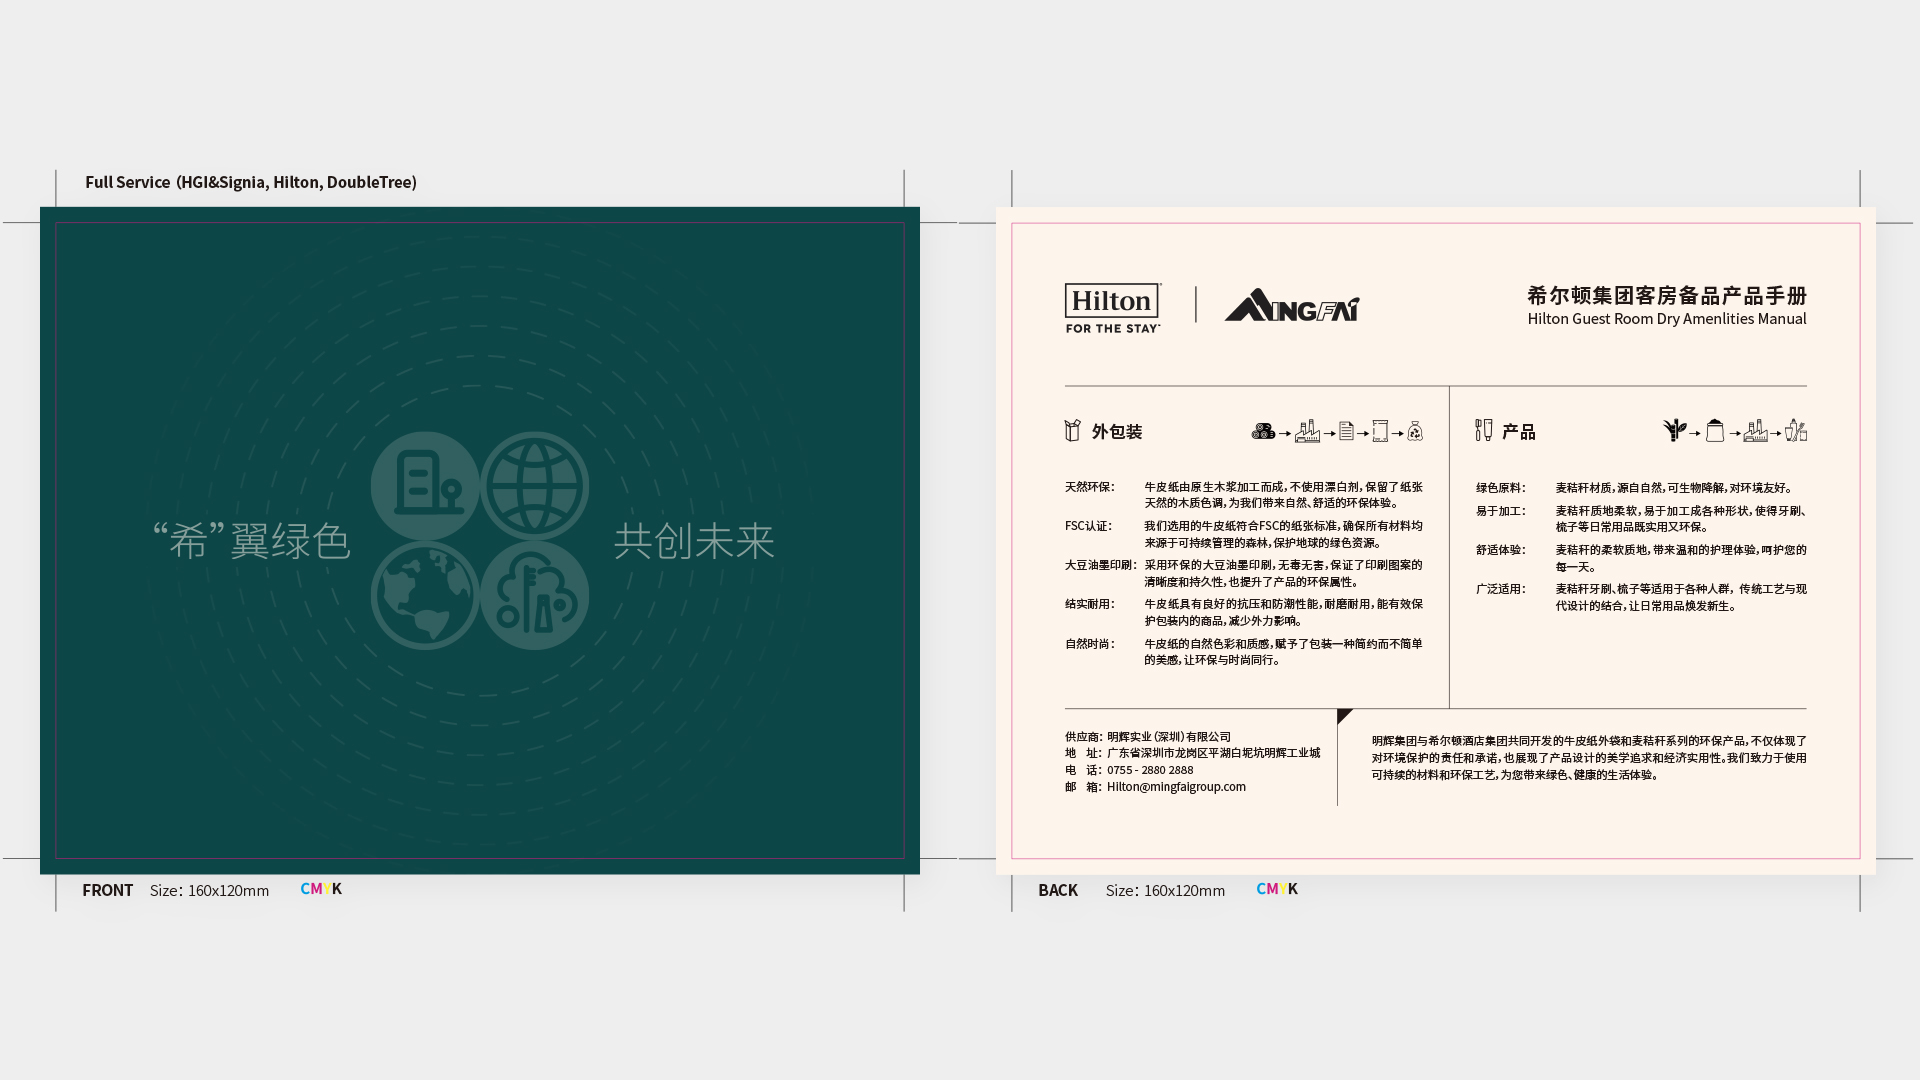 Full Service (HGI&Signia, Hilton, DoubleTree)
“希”翼绿色
共创未来
FRONT Size: 160x120mm CMYK
Hilton
FOR THE STAY
MINGFAI
希尔顿集团客房备品产品手册
Hilton Guest Room Dry Amenlities Manual
外包装
天然环保: 牛皮纸由原生木浆加工而成,不使用漂白剂,保留了纸张
天然的木质色调,为我们带来自然、舒适的环保体验。
FSC认证: 我们选用的牛皮纸符合FSC的纸张标准,确保所有材料均
来源于可持续管理的森林,保护地球的绿色资源。
大豆油墨印刷: 采用环保的大豆油墨印刷,无毒无害,保证了印刷图案的
清晰度和持久性,也提升了产品的环保属性。
结实耐用: 牛皮纸具有良好的抗压和防潮性能,耐磨耐用,能有效保
护包装内的商品,减少外力影响。
自然时尚: 牛皮纸的自然色彩和质感,赋予了包装一种简约而不简单
的美感,让环保与时尚同行。
产品
绿色原料: 麦秸秆材质,源自自然,可生物降解,对环境友好。
易于加工: 麦秸秆质地柔软,易于加工成各种形状,使得牙刷、
梳子等日常用品既实用又环保。
舒适体验: 麦秸秆的柔软质地,带来温和的护理体验,呵护您的
每一天。
广泛适用: 麦秸秆牙刷、梳子等适用于各种人群,传统工艺与现
代设计的结合,让日常用品焕发新生。
供应商: 明辉实业(深圳)有限公司
地 址: 广东省深圳市龙岗区平湖白坭坑明辉工业城
电 话: 0755 - 2880 2888
邮 箱: Hilton@mingfaigroup.com
明辉集团与希尔顿酒店集团共同开发的牛皮纸外袋和麦秸秆系列的环保产品,不仅体现了
对环境保护的责任和承诺,也展现了产品设计的美学追求和经济实用性。我们致力于使用
可持续的材料和环保工艺,为您带来绿色、健康的生活体验。
BACK Size: 160x120mm CMYK